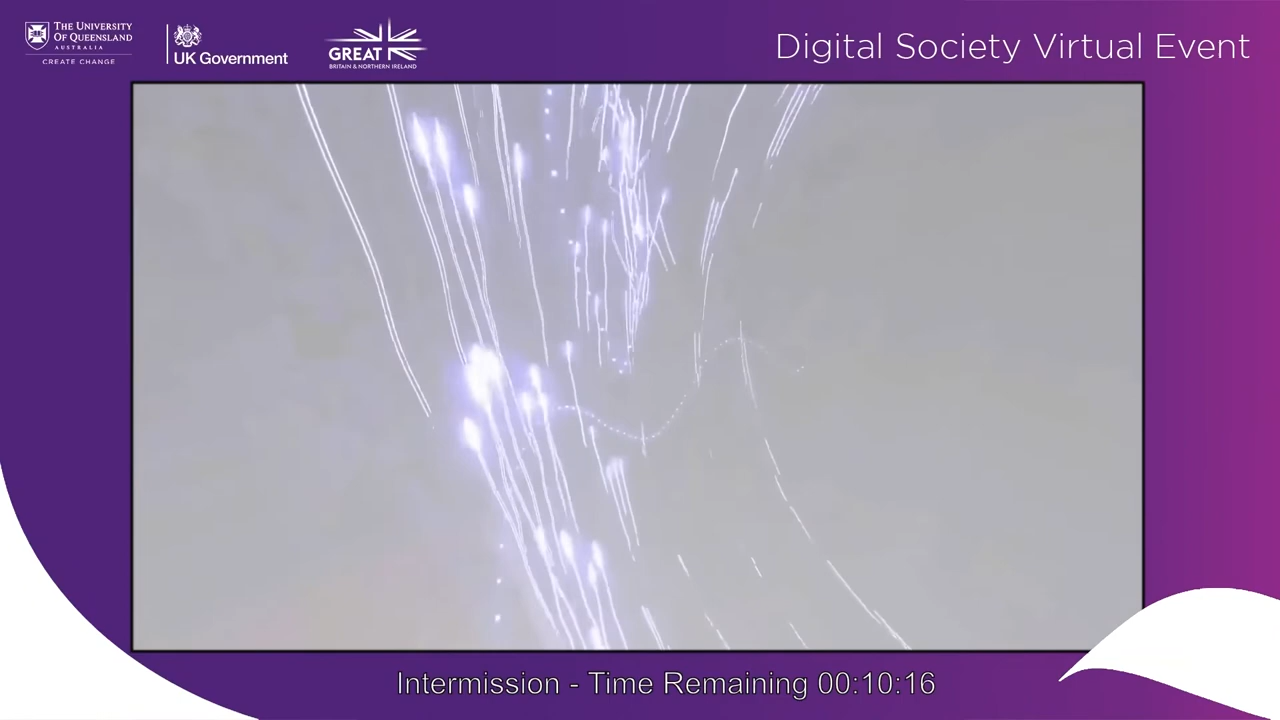 THE UNIVERSITY
OF QUEENSLAND
AUSTRALIA
CREATE CHANGE
UK Government
GREAT
BRITAIN & NORTHERN IRELAND
Digital Society Virtual Event
Intermission - Time Remaining 00:10:16